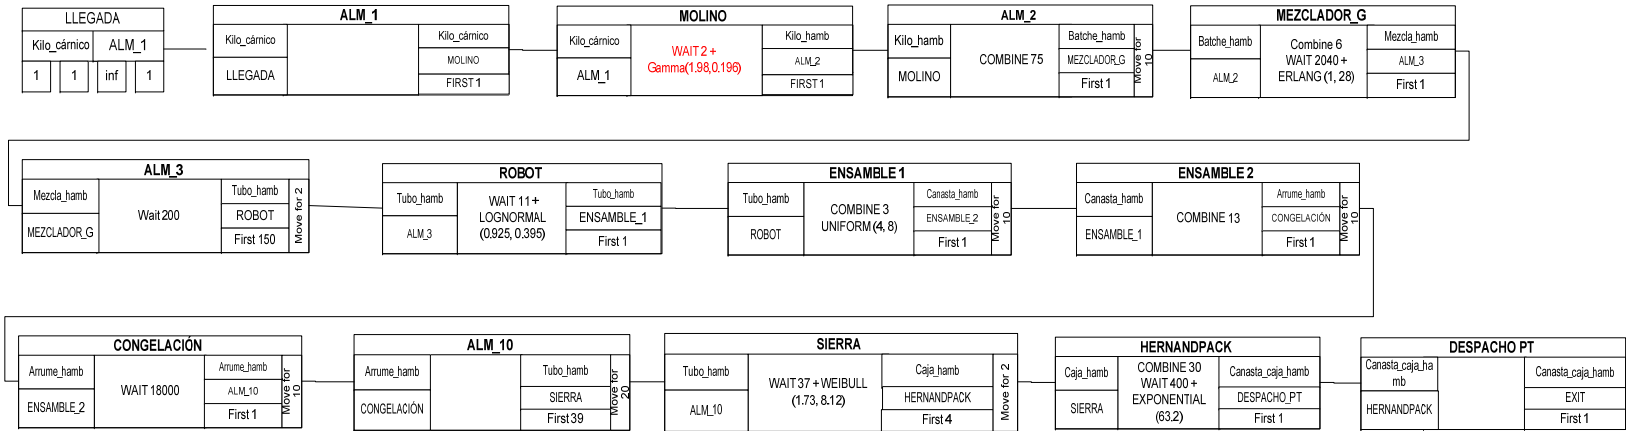 LLEGADA
Kilo_cárnico ALM_1
1 1 inf 1
ALM_1
Kilo_cárnico
LLEGADA
Kilo_cárnico
MOLINO
FIRST 1
MOLINO
Kilo_cárnico
ALM_1
WAIT 2 +
Gamma(1,98,0.196)
Kilo_hamb
ALM_2
FIRST 1
ALM_2
Kilo_hamb
MOLINO
COMBINE 75
Batche_hamb
MEZCLADOR_G
First 1
Move for
10
MEZCLADOR_G
Batche_hamb
ALM_2
Combine 6
WAIT 2040 +
ERLANG (1, 28)
Mezcla_hamb
ALM_3
First 1
ALM_3
Mezcla_hamb
MEZCLADOR_G
Wait 200
Tubo_hamb
ROBOT
First 150
Move for 2
ROBOT
Tubo_hamb
ALM_3
WAIT 11 +
LOGNORMAL
(0,925, 0.395)
Tubo_hamb
ENSAMBLE_1
First 1
ENSAMBLE 1
Tubo_hamb
ROBOT
COMBINE 3
UNIFORM (4, 8)
Canasta_hamb
ENSAMBLE_2
First 1
Move for
10
ENSAMBLE 2
Canasta_hamb
ENSAMBLE_1
COMBINE 13
Arrume_hamb
CONGELACIÓN
First 1
Move for
10
CONGELACIÓN
Arrume_hamb
ENSAMBLE_2
WAIT 18000
Arrume_hamb
ALM_10
First 1
Move for
10
ALM_10
Arrume_hamb
CONGELACIÓN
Tubo_hamb
SIERRA
First 39
Move for
20
SIERRA
Tubo_hamb
ALM_10
WAIT 37 + WEIBULL
(1.73, 8.12)
Caja_hamb
HERNANDPACK
First 4
Move for 2
HERNANDPACK
Caja_hamb
SIERRA
COMBINE 30
WAIT 400 +
EXPONENTIAL
(63.2)
Canasta_caja_hamb
DESPACHO_PT
First 1
DESPACHO PT
Canasta_caja_ha
mb
HERNANDPACK
Canasta_caja_hamb
EXIT
First 1